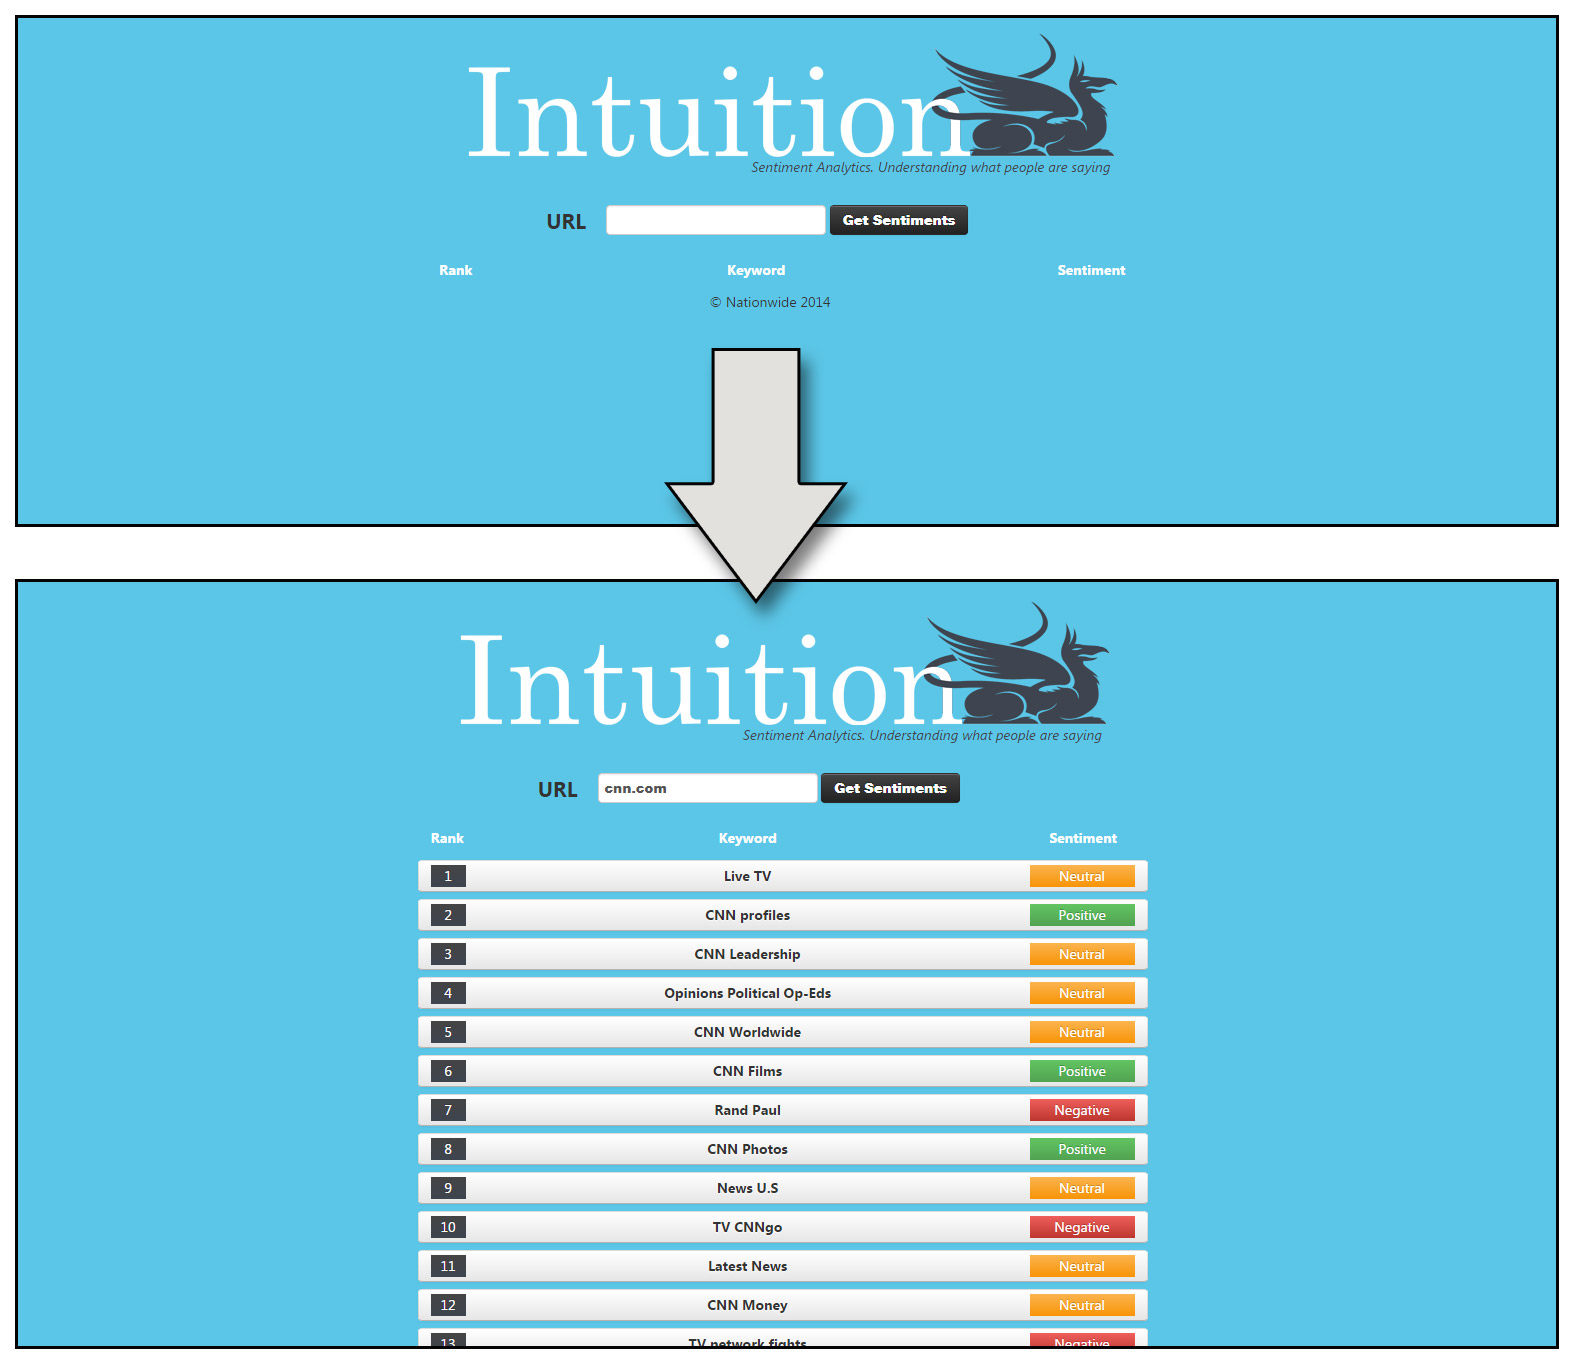 Intuition
Sentiment Analytics. Understanding what people are saying
URL Get Sentiments
Rank Keyword Sentiment
© Nationwide 2014
Intuition
Sentiment Analytics. Understanding what people are saying
URL cnn.com Get Sentiments
Rank Keyword Sentiment
1 Live TV Neutral
2 CNN profiles Positive
3 CNN Leadership Neutral
4 Opinions Political Op-Eds Neutral
5 CNN Worldwide Neutral
6 CNN Films Positive
7 Rand Paul Negative
8 CNN Photos Positive
9 News U.S Neutral
10 TV CNNgo Negative
11 Latest News Neutral
12 CNN Money Neutral
13 TV network fights Negative